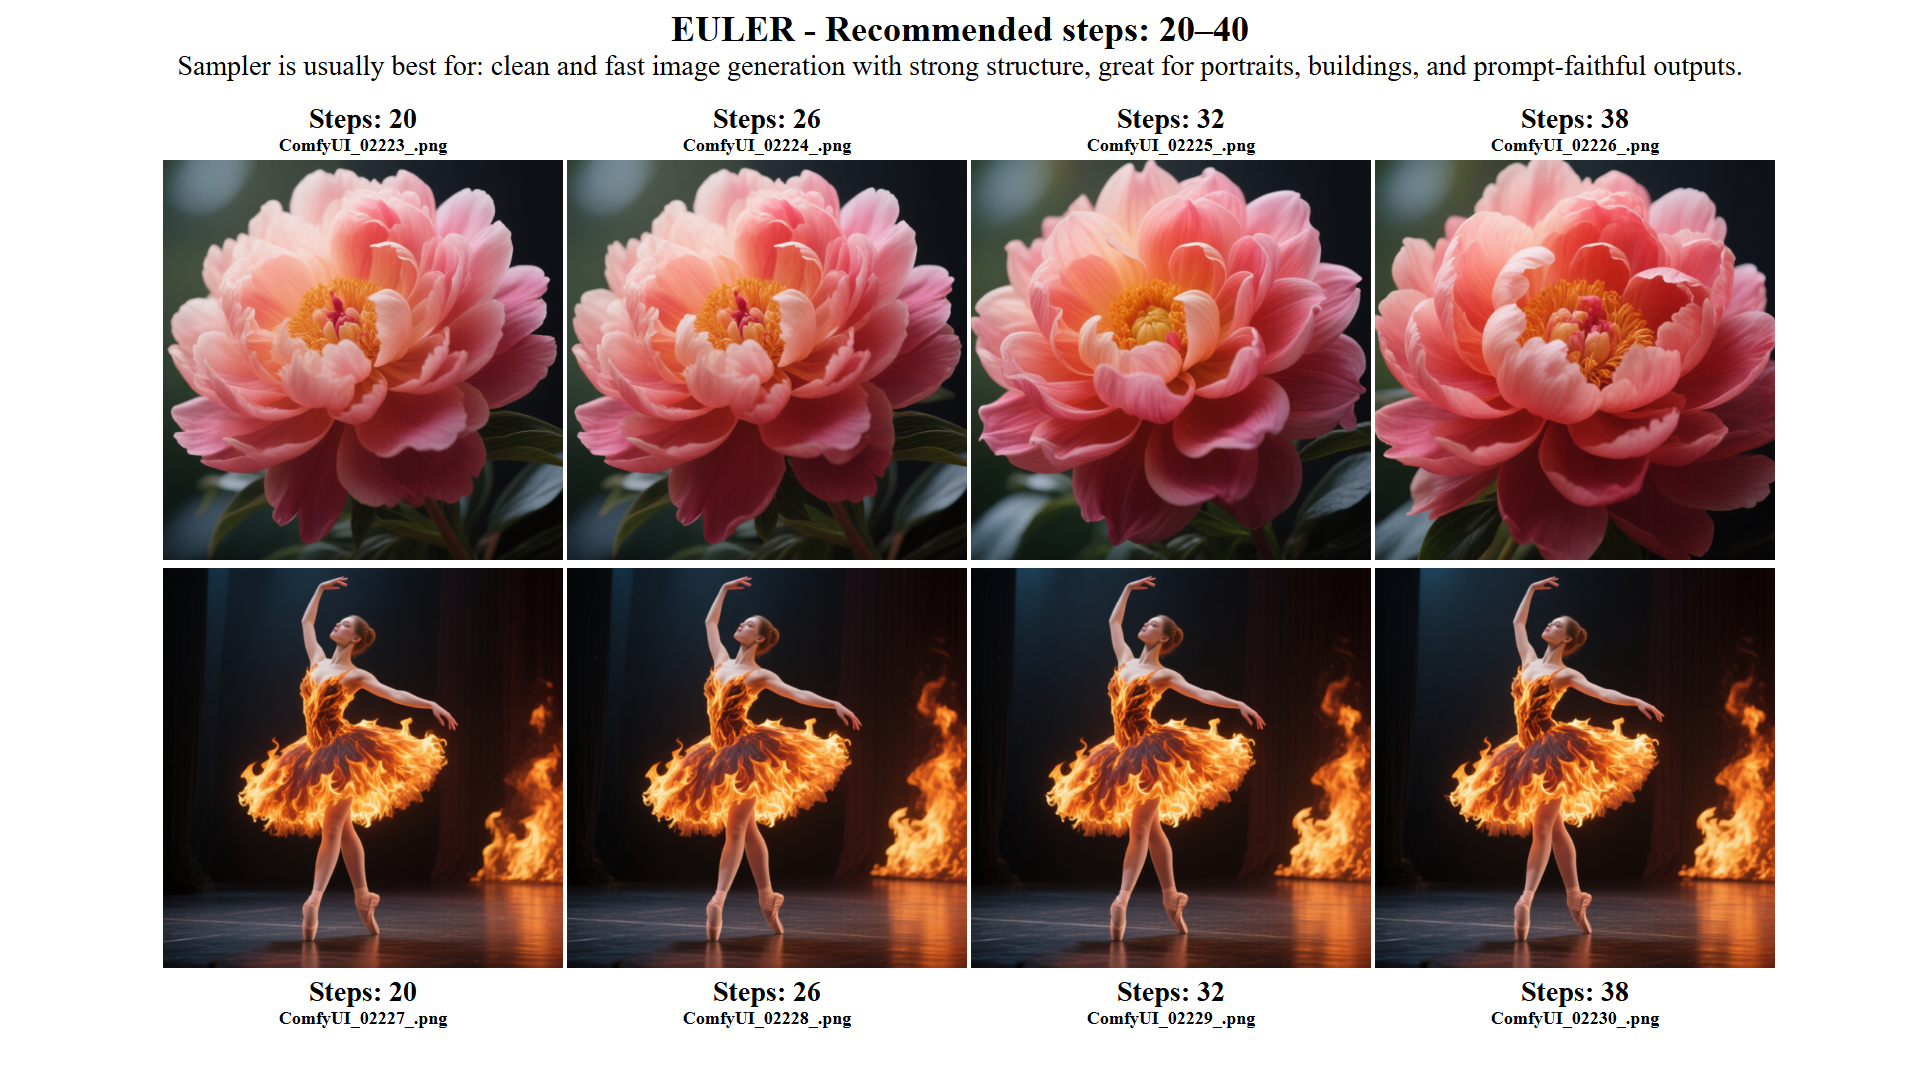 EULER - Recommended steps: 20–40
Sampler is usually best for: clean and fast image generation with strong structure, great for portraits, buildings, and prompt-faithful outputs.
Steps: 20
ComfyUI_02223_.png
Steps: 26
ComfyUI_02224_.png
Steps: 32
ComfyUI_02225_.png
Steps: 38
ComfyUI_02226_.png
Steps: 20
ComfyUI_02227_.png
Steps: 26
ComfyUI_02228_.png
Steps: 32
ComfyUI_02229_.png
Steps: 38
ComfyUI_02230_.png